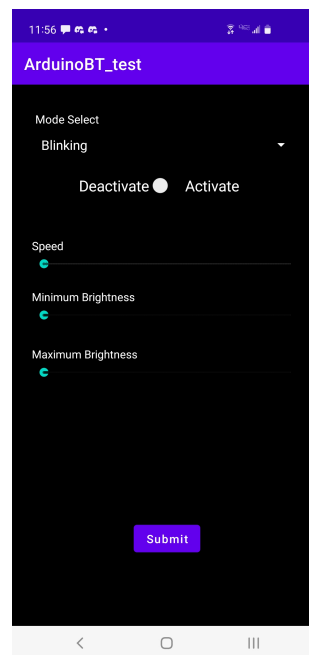 11:56
ArduinoBT_test
Mode Select
Blinking
Deactivate Activate
Speed
Minimum Brightness
Maximum Brightness
Submit